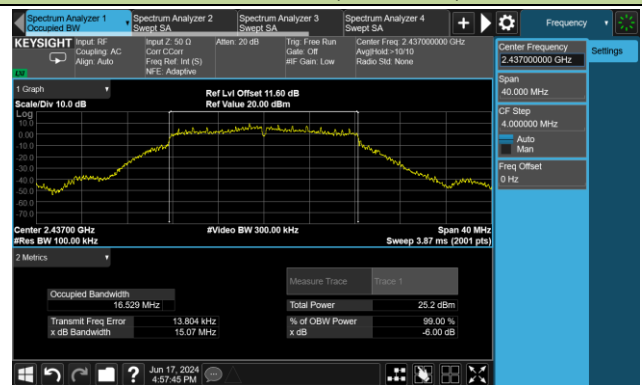 Spectrum Analyzer 1
Occupied BW
Spectrum Analyzer 2
Swept SA
Spectrum Analyzer 3
Swept SA
Spectrum Analyzer 4
Swept SA
Frequency
KEYSIGHT
Input: RF
Coupling: AC
Align: Auto
Input Z: 50 Ω
Corr CCorr
Freq Ref: Int (S)
NFE: Adaptive
Atten: 20 dB
Trig: Free Run
Gate: Off
#IF Gain: Low
Center Freq: 2.437000000 GHz
Avg|Hold:>10/10
Radio Std: None
Center Frequency
2.437000000 GHz
Settings
Span
40.000 MHz
CF Step
4.000000 MHz
Auto
Man
Freq Offset
0 Hz
1 Graph
Scale/Div 10.0 dB
Ref Lvl Offset 11.60 dB
Ref Value 20.00 dBm
Log
10.0
0.00
-10.0
-20.0
-30.0
-40.0
-50.0
-60.0
-70.0
Center 2.43700 GHz
#Res BW 100.00 kHz
#Video BW 300.00 kHz
Span 40 MHz
Sweep 3.87 ms (2001 pts)
2 Metrics
Measure Trace
Trace 1
Occupied Bandwidth
16.529 MHz
Total Power
25.2 dBm
Transmit Freq Error
13.804 kHz
% of OBW Power
99.00 %
x dB Bandwidth
15.07 MHz
x dB
-6.00 dB
Jun 17, 2024
4:57:45 PM